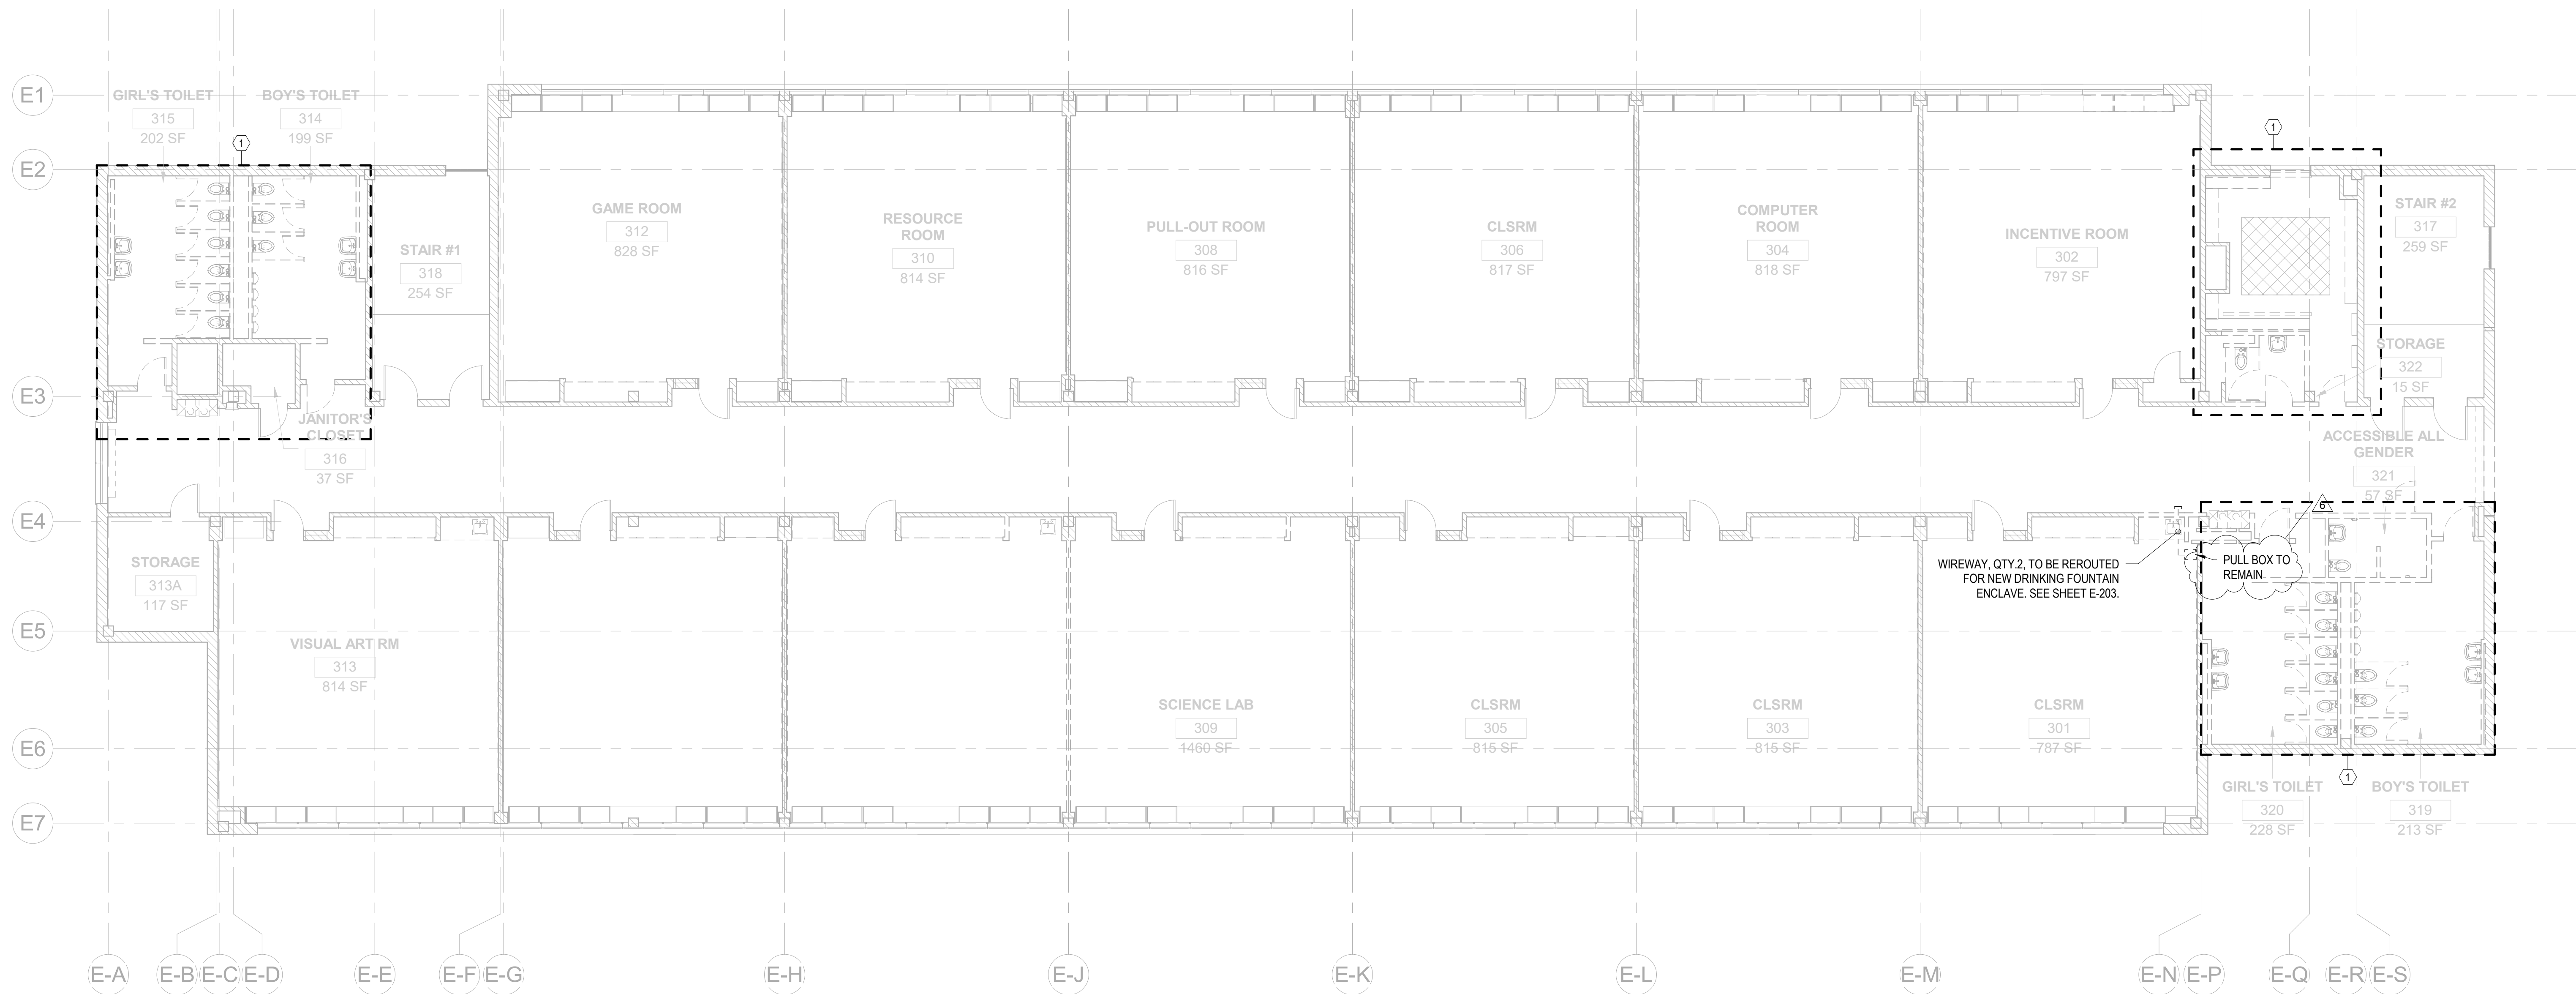 E1
GIRL'S TOILET
315
202 SF
BOY'S TOILET
314
199 SF
1
1
E2
STAIR #1
318
254 SF
GAME ROOM
312
828 SF
RESOURCE
ROOM
310
814 SF
PULL-OUT ROOM
308
816 SF
CLSRM
306
817 SF
COMPUTER
ROOM
304
818 SF
INCENTIVE ROOM
302
797 SF
STAIR #2
317
259 SF
STORAGE
322
15 SF
E3
JANITOR'S
CLOSET
316
37 SF
ACCESSIBLE ALL
GENDER
321
57 SF
E4
6
STORAGE
313A
117 SF
WIREWAY, QTY.2, TO BE REROUTED
FOR NEW DRINKING FOUNTAIN
ENCLAVE. SEE SHEET E-203.
PULL BOX TO
REMAIN
E5
VISUAL ART RM
313
814 SF
SCIENCE LAB
309
1460 SF
CLSRM
305
815 SF
CLSRM
303
815 SF
CLSRM
301
787 SF
E6
1
GIRL'S TOILET
320
228 SF
BOY'S TOILET
319
213 SF
E7
E-A
E-B
E-C
E-D
E-E
E-F
E-G
E-H
E-J
E-K
E-L
E-M
E-N
E-P
E-Q
E-R
E-S